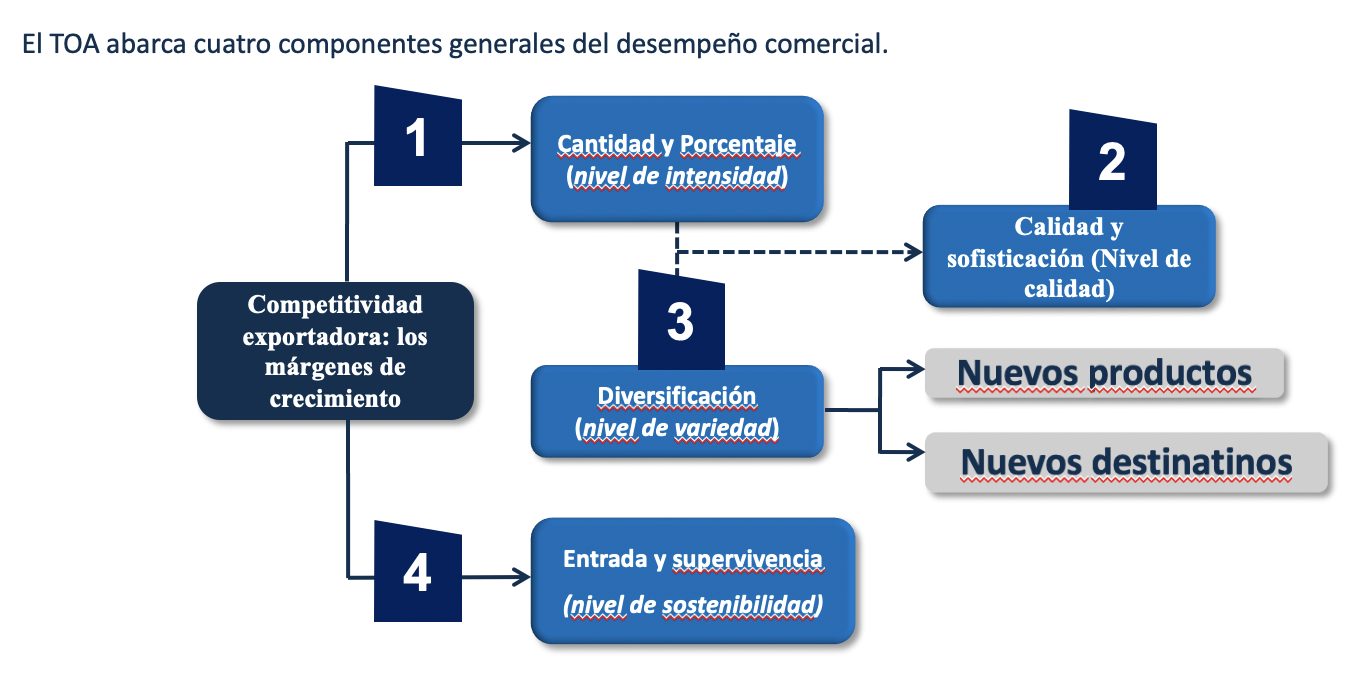 El TOA abarca cuatro componentes generales del desempeño comercial.
1
Cantidad y Porcentaje
(nivel de intensidad)
2
Calidad y
sofisticación (Nivel de
calidad)
3
Competitividad
exportadora: los
márgenes de
crecimiento
Diversificación
(nivel de variedad)
Nuevos productos
Nuevos destinatinos
4
Entrada y supervivencia
(nivel de sostenibilidad)